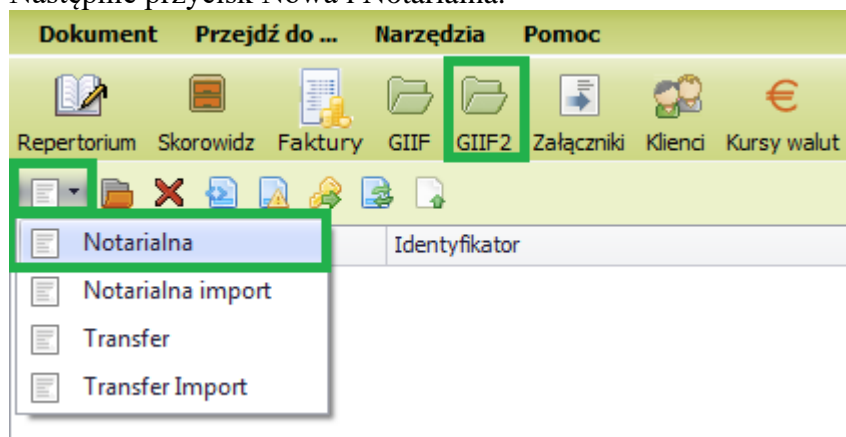 Następnie przycisk Nowa i Notarialna.
Dokument Przejdź do ... Narzędzia Pomoc
Repertorium Skorowidz Faktury GIIF GIIF2 Załączniki Klienci Kursy walut
Notarialna Identyfikator
Notarialna import
Transfer
Transfer Import